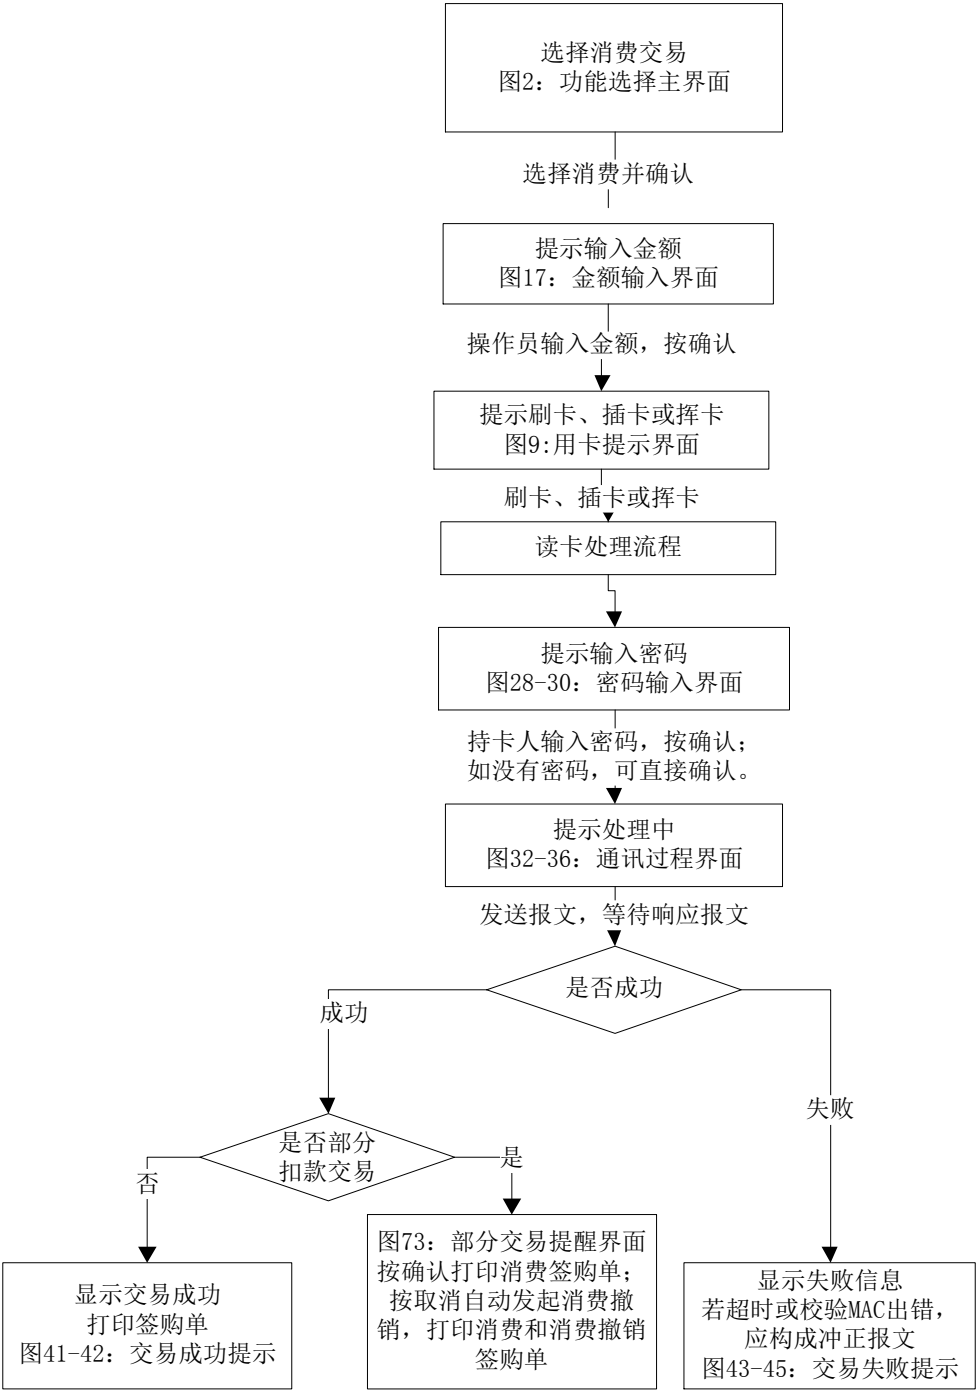 选择消费交易
图2：功能选择主界面
选择消费并确认
提示输入金额
图17：金额输入界面
操作员输入金额，按确认
提示刷卡、插卡或挥卡
图9:用卡提示界面
刷卡、插卡或挥卡
读卡处理流程
提示输入密码
图28-30：密码输入界面
持卡人输入密码，按确认；
如没有密码，可直接确认。
提示处理中
图32-36：通讯过程界面
发送报文，等待响应报文
是否成功
成功
失败
是否部分
扣款交易
否
是
图73：部分交易提醒界面
按确认打印消费签购单；
按取消自动发起消费撤
销，打印消费和消费撤销
签购单
显示交易成功
打印签购单
图41-42：交易成功提示
显示失败信息
若超时或校验MAC出错，
应构成冲正报文
图43-45：交易失败提示